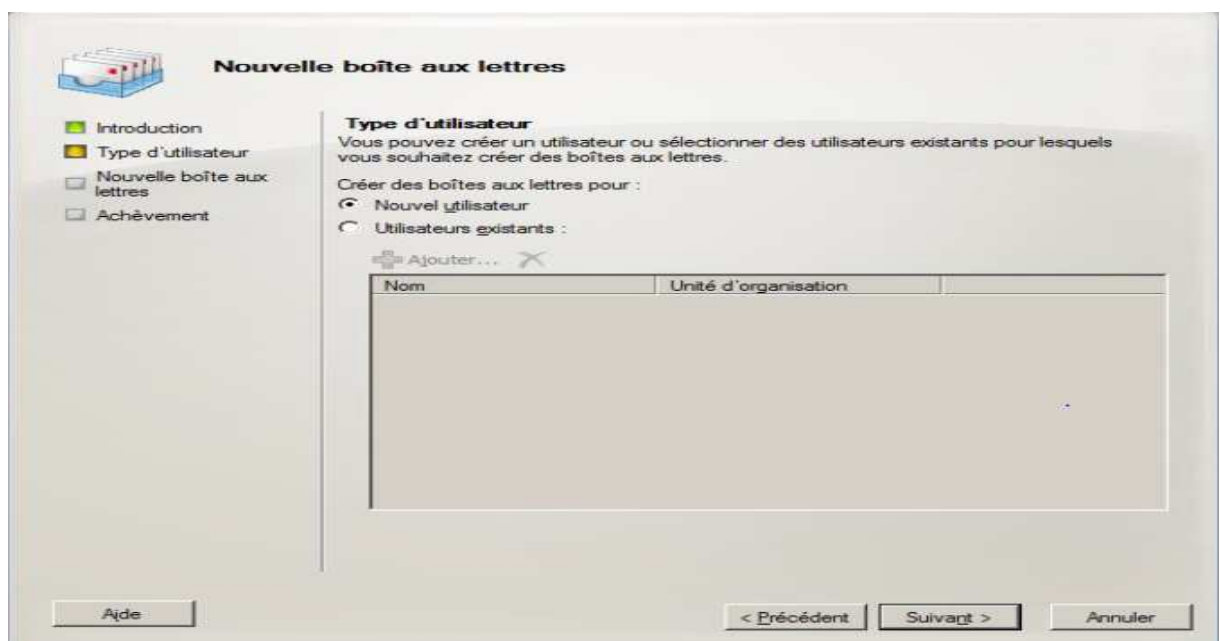 Nouvelle boîte aux lettres
Introduction
Type d'utilisateur
Nouvelle boîte aux
lettres
Achèvement
Type d'utilisateur
Vous pouvez créer un utilisateur ou sélectionner des utilisateurs existants pour lesquels
vous souhaitez créer des boîtes aux lettres.
Créer des boîtes aux lettres pour :
Nouvel utilisateur
Utilisateurs existants :
Ajouter...
Nom Unité d'organisation
Aide < Précédent Suivant > Annuler